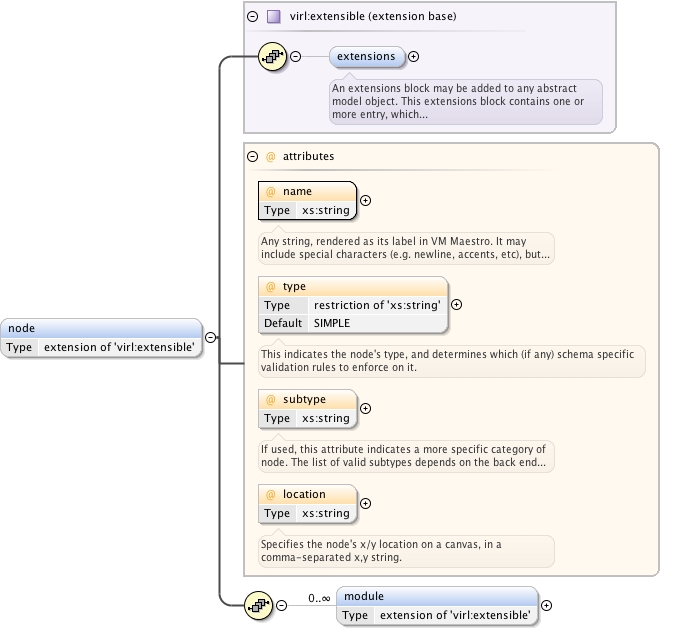 virl:extensible (extension base)
extensions
An extensions block may be added to any abstract
model object. This extensions block contains one or
more entry, which...
@ attributes
@ name
Type xs:string
Any string, rendered as its label in VM Maestro. It may
include special characters (e.g. newline, accents, etc), but...
@ type
Type restriction of 'xs:string'
Default SIMPLE
This indicates the node's type, and determines which (if any) schema specific
validation rules to enforce on it.
node
Type extension of 'virl:extensible'
@ subtype
Type xs:string
If used, this attribute indicates a more specific category of
node. The list of valid subtypes depends on the back end...
@ location
Type xs:string
Specifies the node's x/y location on a canvas, in a
comma-separated x,y string.
0..∞
module
Type extension of 'virl:extensible'